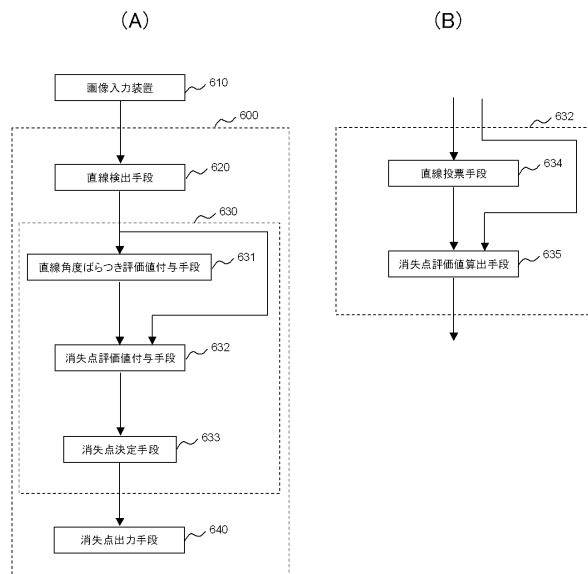 (A)
画像入力装置
610
600
直線検出手段
620
630
直線角度ばらつき評価値付与手段
631
消失点評価値付与手段
632
消失点決定手段
633
消失点出力手段
640
(B)
632
直線投票手段
634
消失点評価値算出手段
635